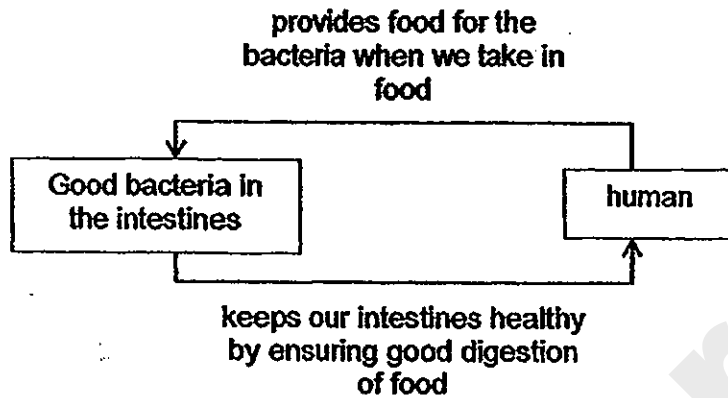 provides food for the
bacteria when we take in
food
Good bacteria in
the intestines
human
keeps our intestines healthy
by ensuring good digestion
of food